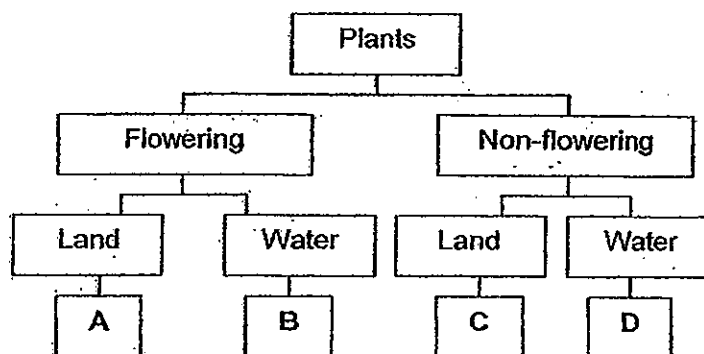 Plants
Flowering Non-flowering
Land Water Land Water
A B C D